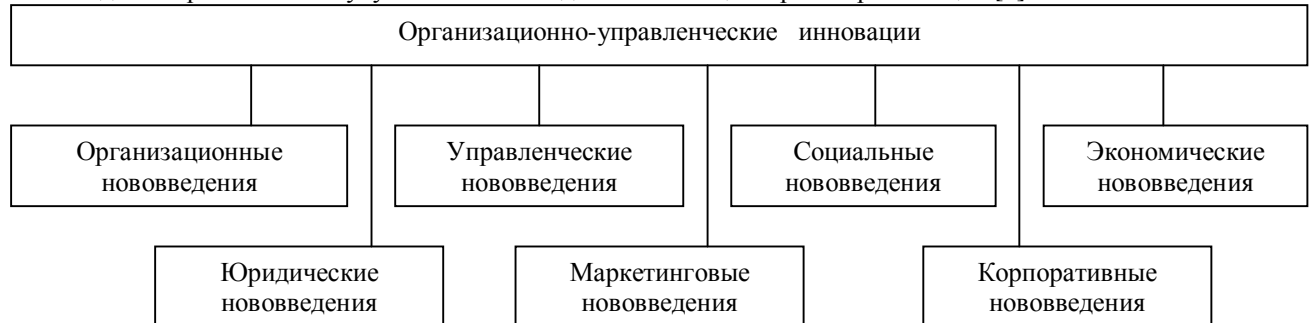 Организационно-управленческие инновации
Организационные
нововведения
Управленческие
нововведения
Социальные
нововведения
Экономические
нововведения
Юридические
нововведения
Маркетинговые
нововведения
Корпоративные
нововведения